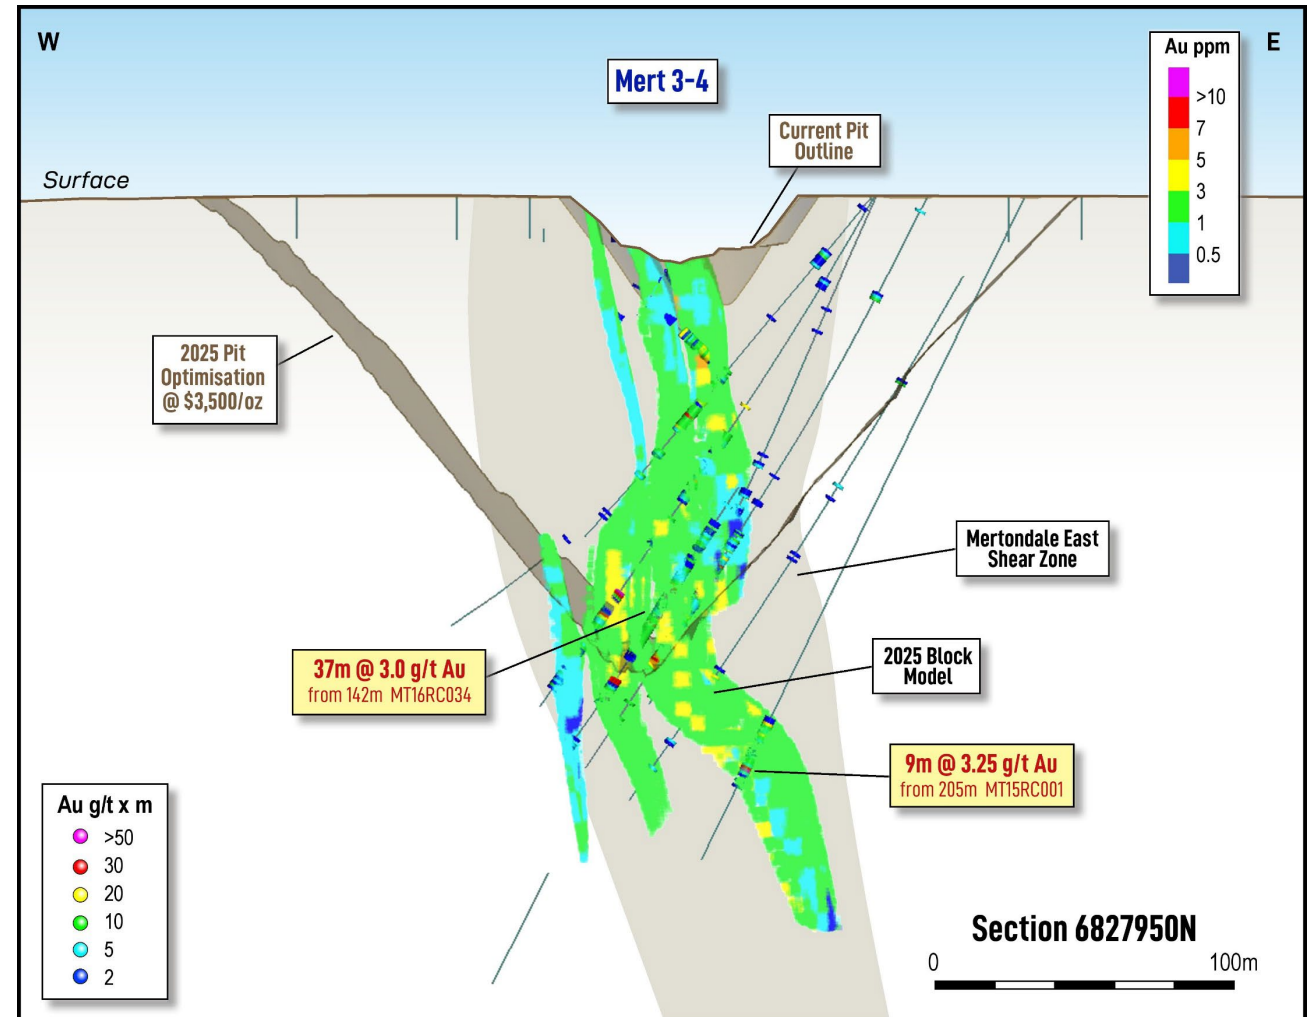 W
E
Mert 3-4
Au ppm
>10
7
5
3
1
0.5
Current Pit
Outline
Surface
2025 Pit
Optimisation
@ $3,500/oz
Mertondale East
Shear Zone
2025 Block
Model
37m @ 3.0 g/t Au
from 142m MT16RC034
9m @ 3.25 g/t Au
from 205m MT15RC001
Au g/t x m
>50
30
20
10
5
2
Section 6827950N
0
100m